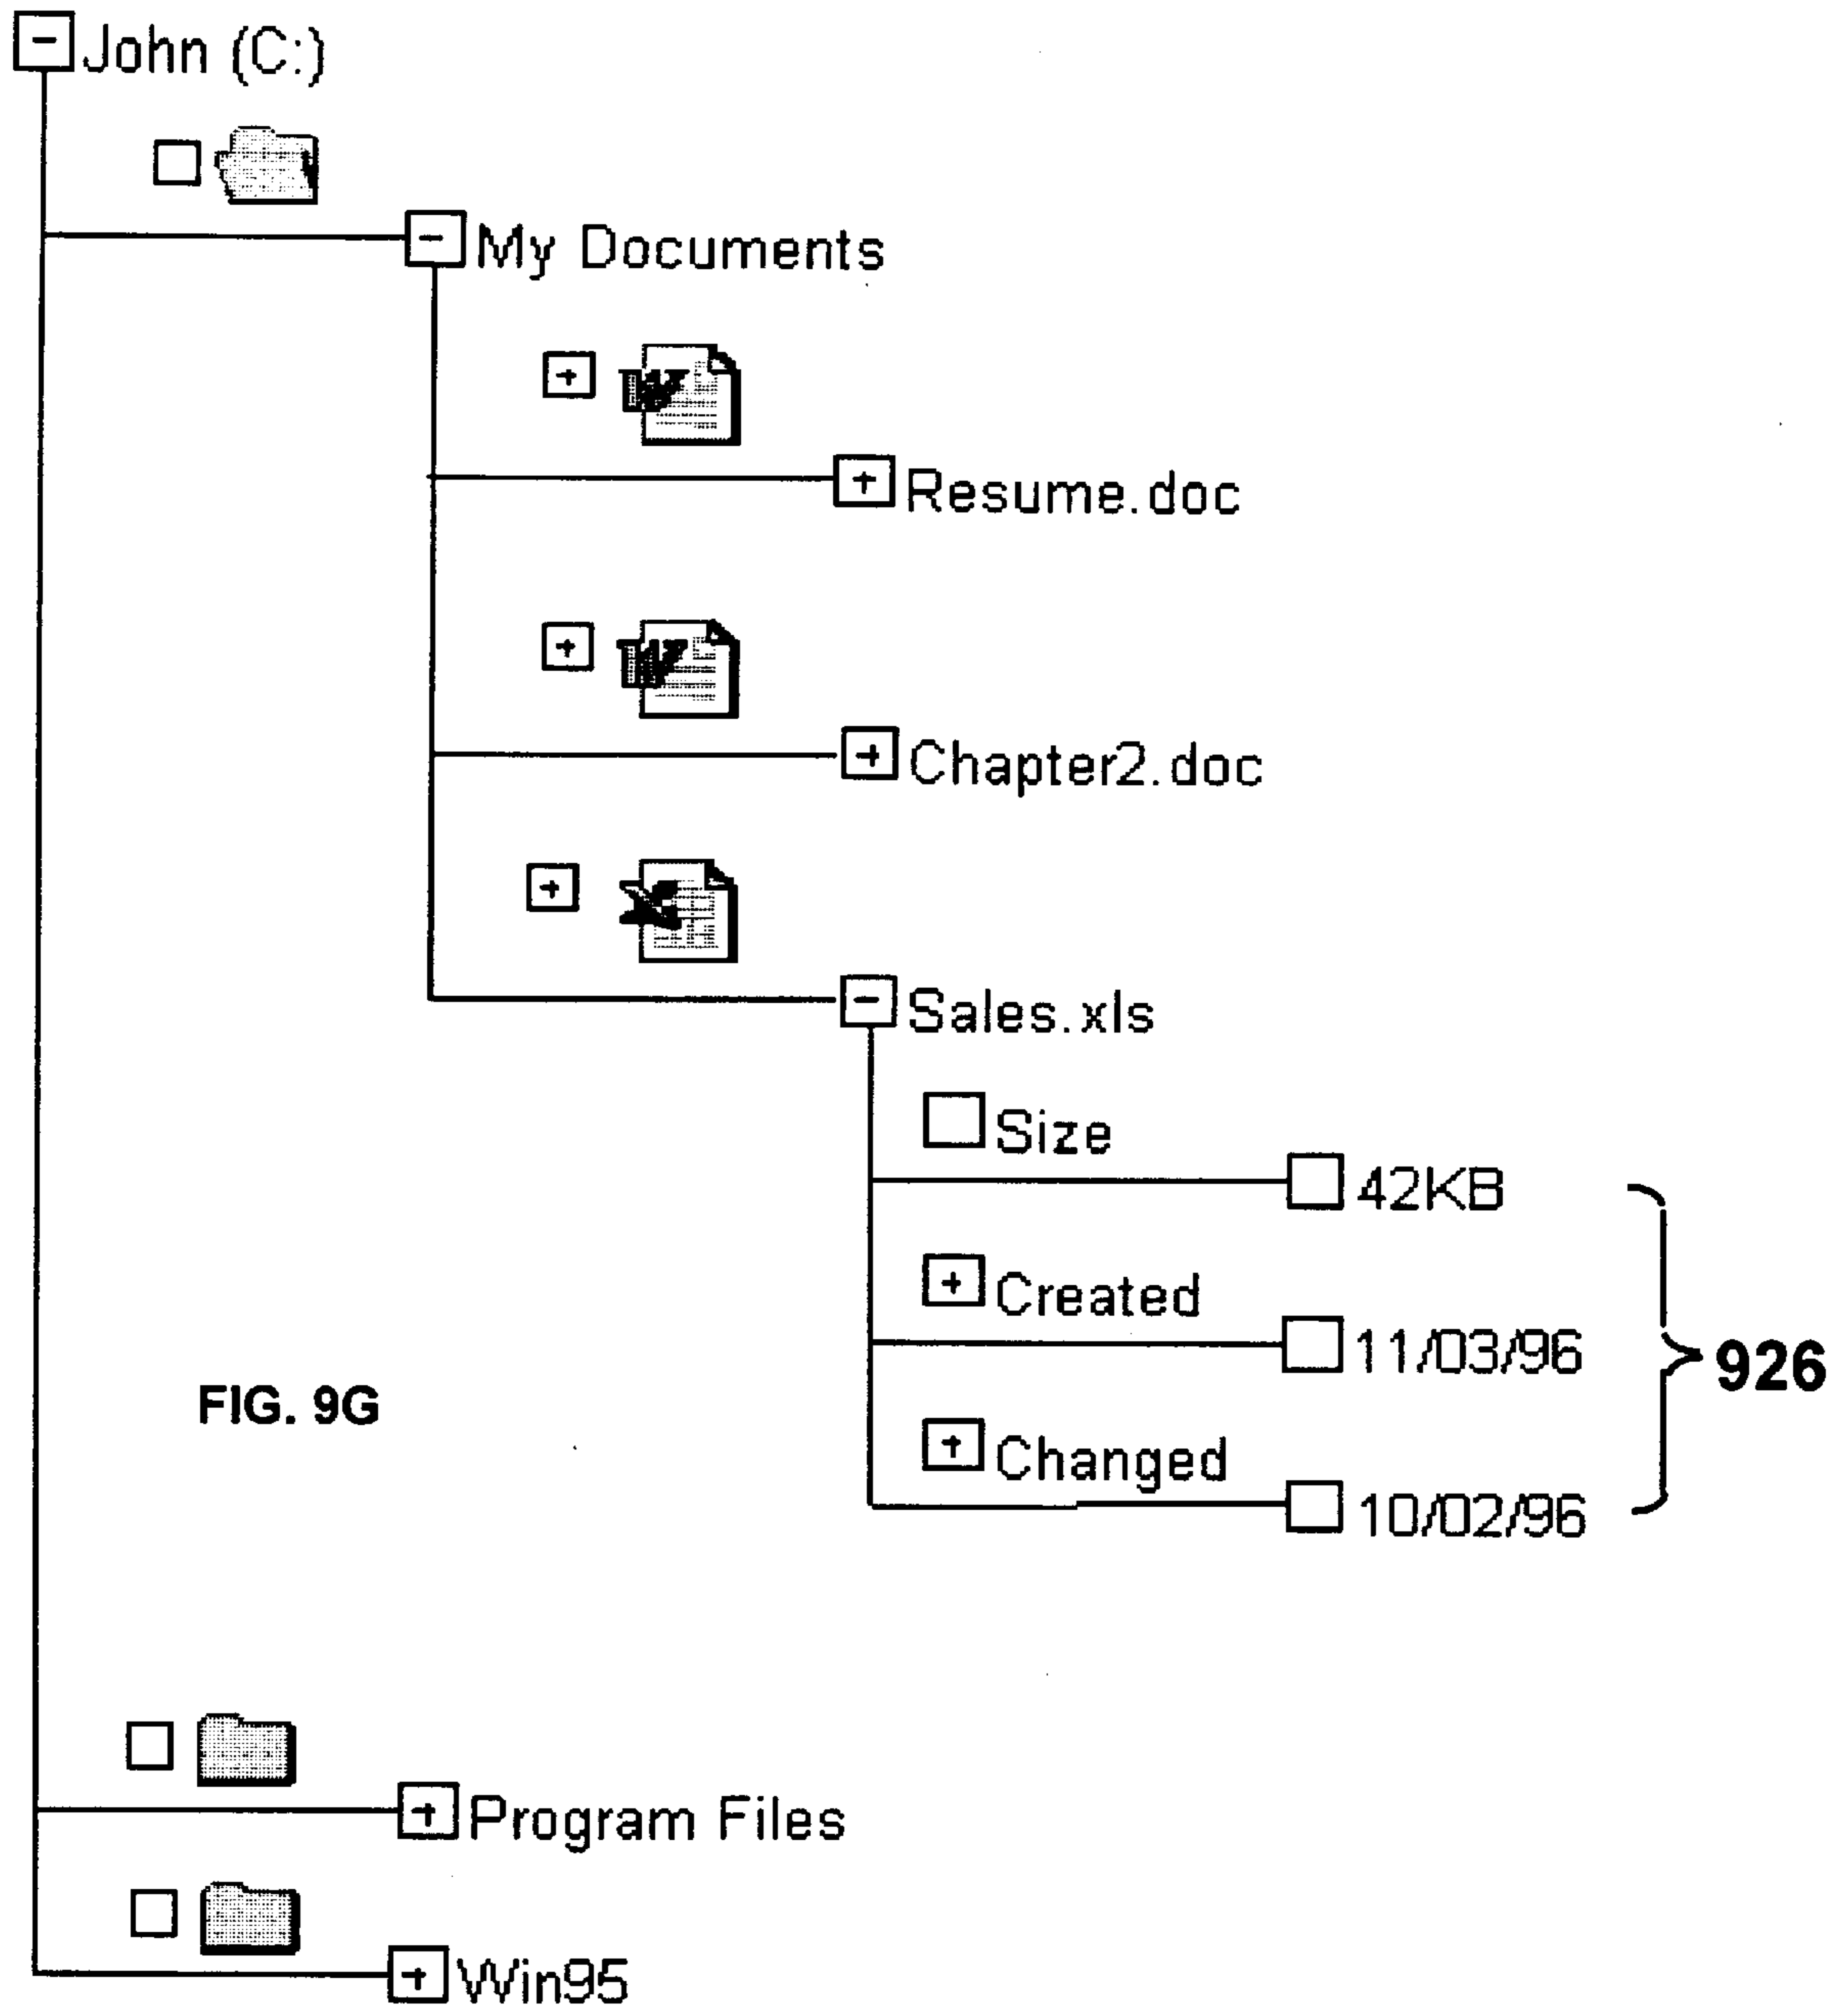 John (C:)
My Documents
Resume.doc
Chapter2.doc
Sales.xls
Size
42KB
Created
11/03/96
926
FIG. 9G
Changed
10/02/96
Program Files
Win95